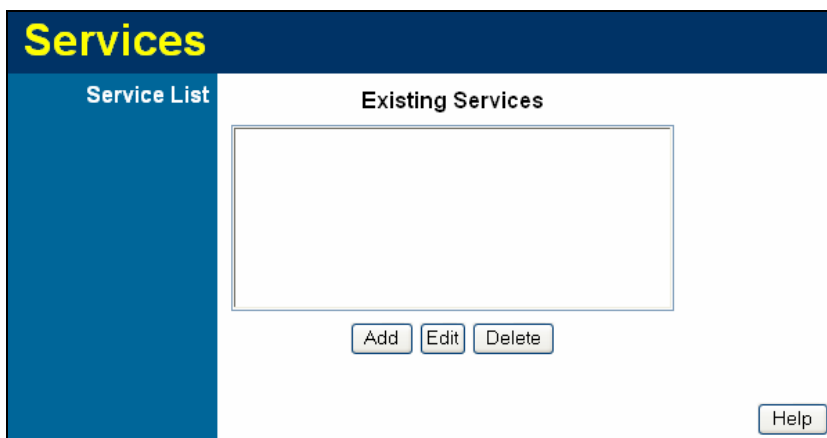 Services
Service List
Existing Services
Add Edit Delete
Help